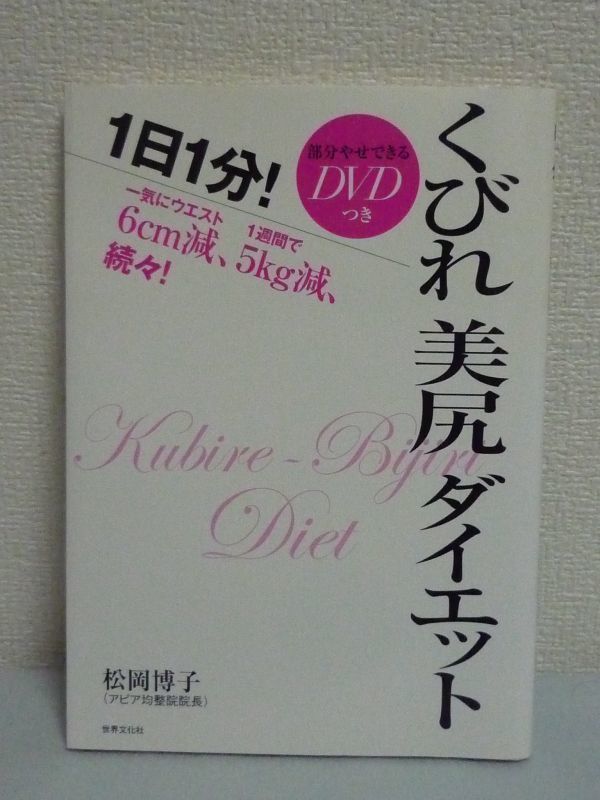 くびれ 美尻 ダイエット
部分やせできる
DVD
つき
1日1分!
一気にウエスト
6cm減、
1週間で
5kg減、
続々!
Kubire - Bijiri
Diet
松岡博子
(アピア均整院院長)
世界文化社